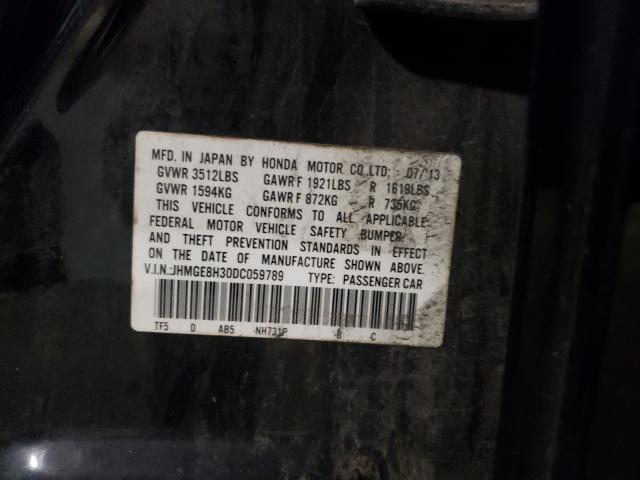 MFD. IN JAPAN BY HONDA MOTOR CO.,LTD; 07/'13
GVWR 3512LBS GAWR F 1921LBS R 1619LBS
GVWR 1594KG GAWR F 872KG R 735KG
THIS VEHICLE CONFORMS TO ALL APPLICABLE
FEDERAL MOTOR VEHICLE SAFETY BUMPER,
AND THEFT PREVENTION STANDARDS IN EFFECT
ON THE DATE OF MANUFACTURE SHOWN ABOVE.
V.I.N.:JHMGE8H30DC059789 TYPE: PASSENGER CAR
TF5 D AB5 -NH731P -B -C